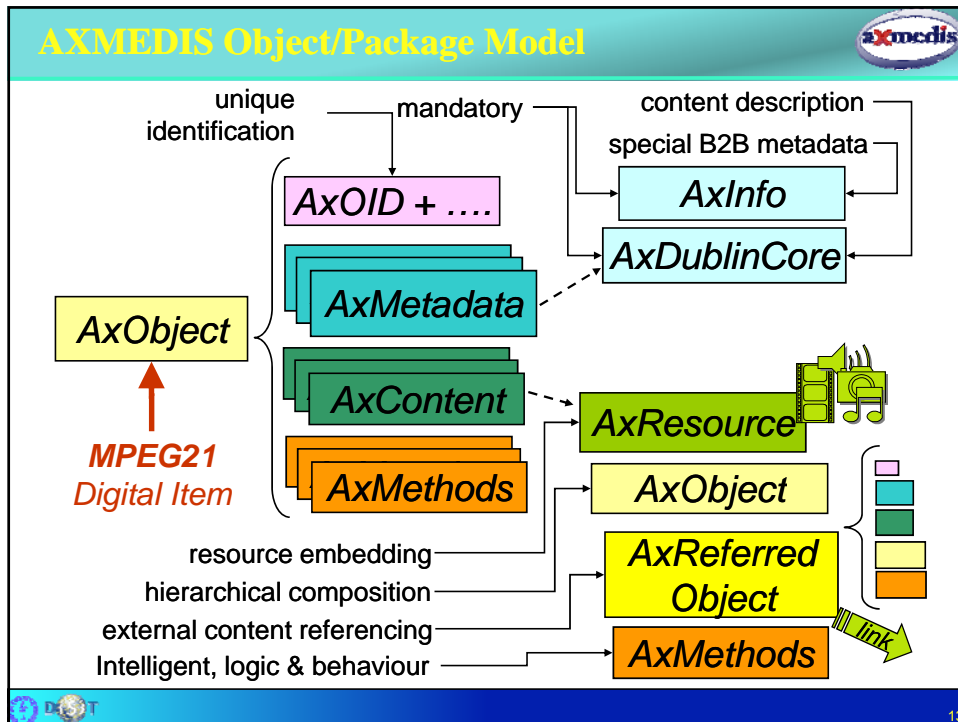 AXMEDIS Object/Package Model
axmedis
unique
identification
mandatory
content description
special B2B metadata
AxOID + ….
AxInfo
AxDublinCore
AxMetadata
AxObject
AxContent
AxResource
MPEG21
Digital Item
AxMethods
AxObject
resource embedding
AxReferred
Object
hierarchical composition
external content referencing
link
Intelligent, logic & behaviour
AxMethods